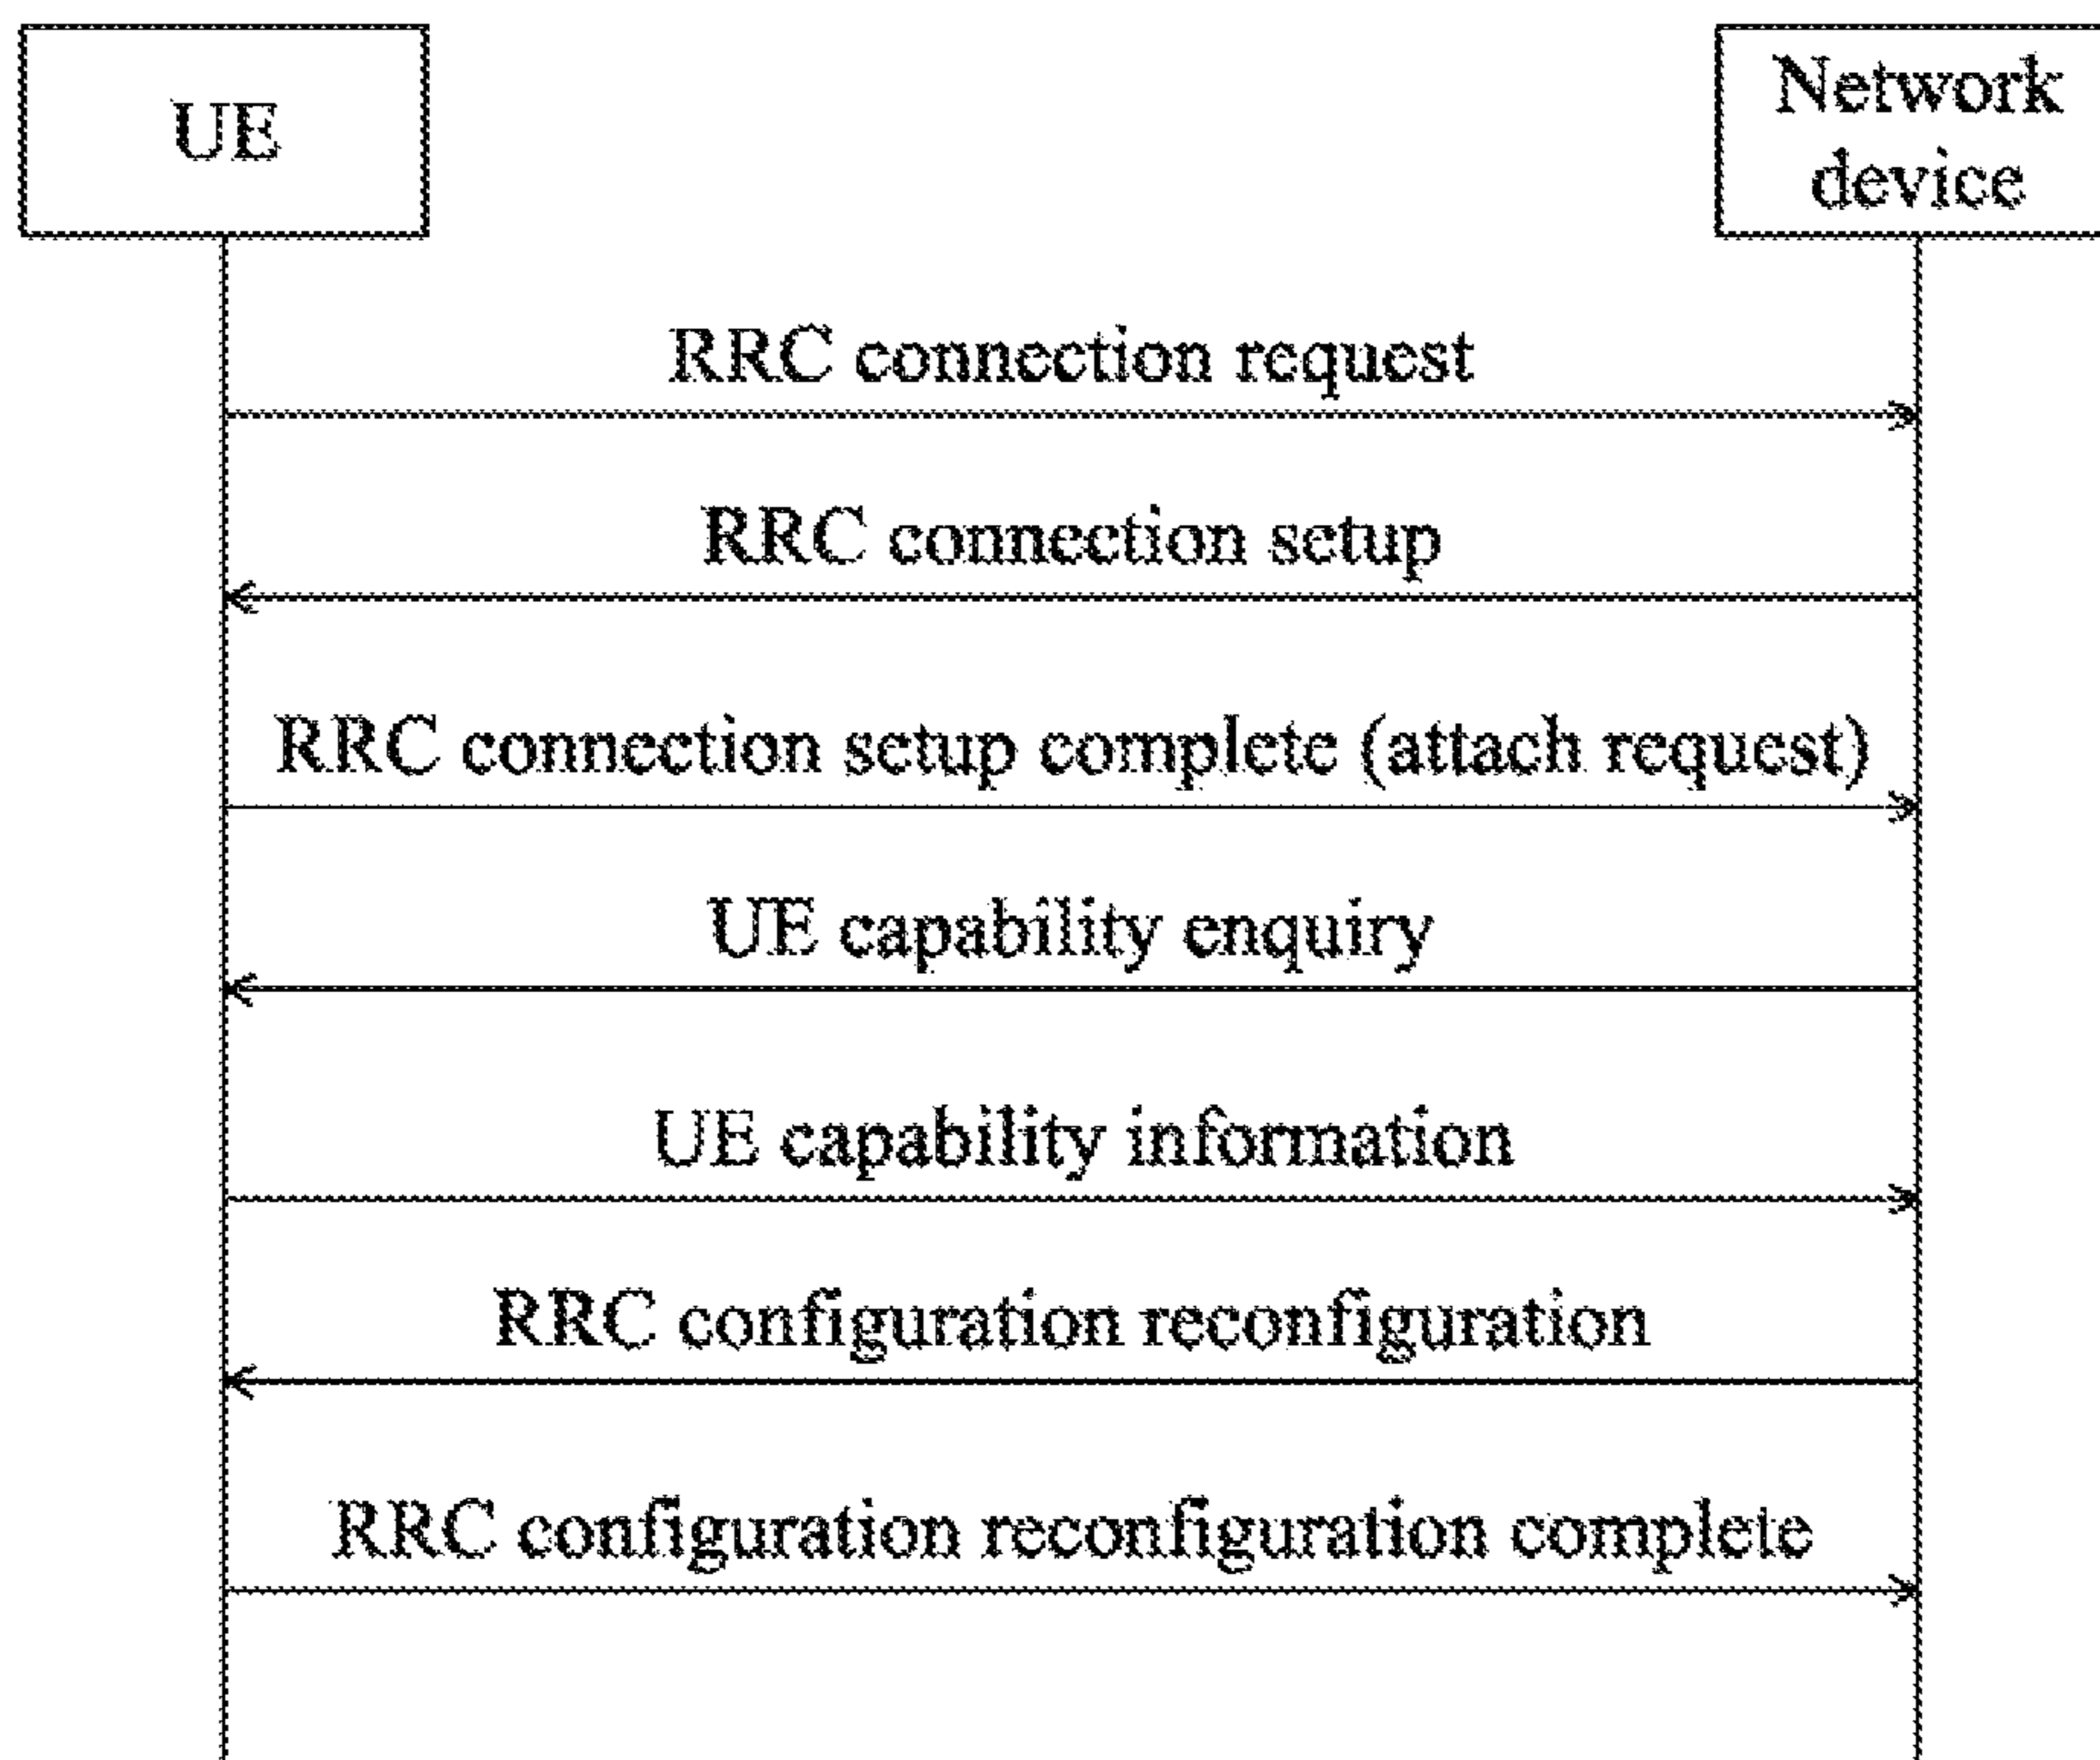 UE
Network
device
RRC connection request
RRC connection setup
RRC connection setup complete (attach request)
UE capability enquiry
UE capability information
RRC configuration reconfiguration
RRC configuration reconfiguration complete